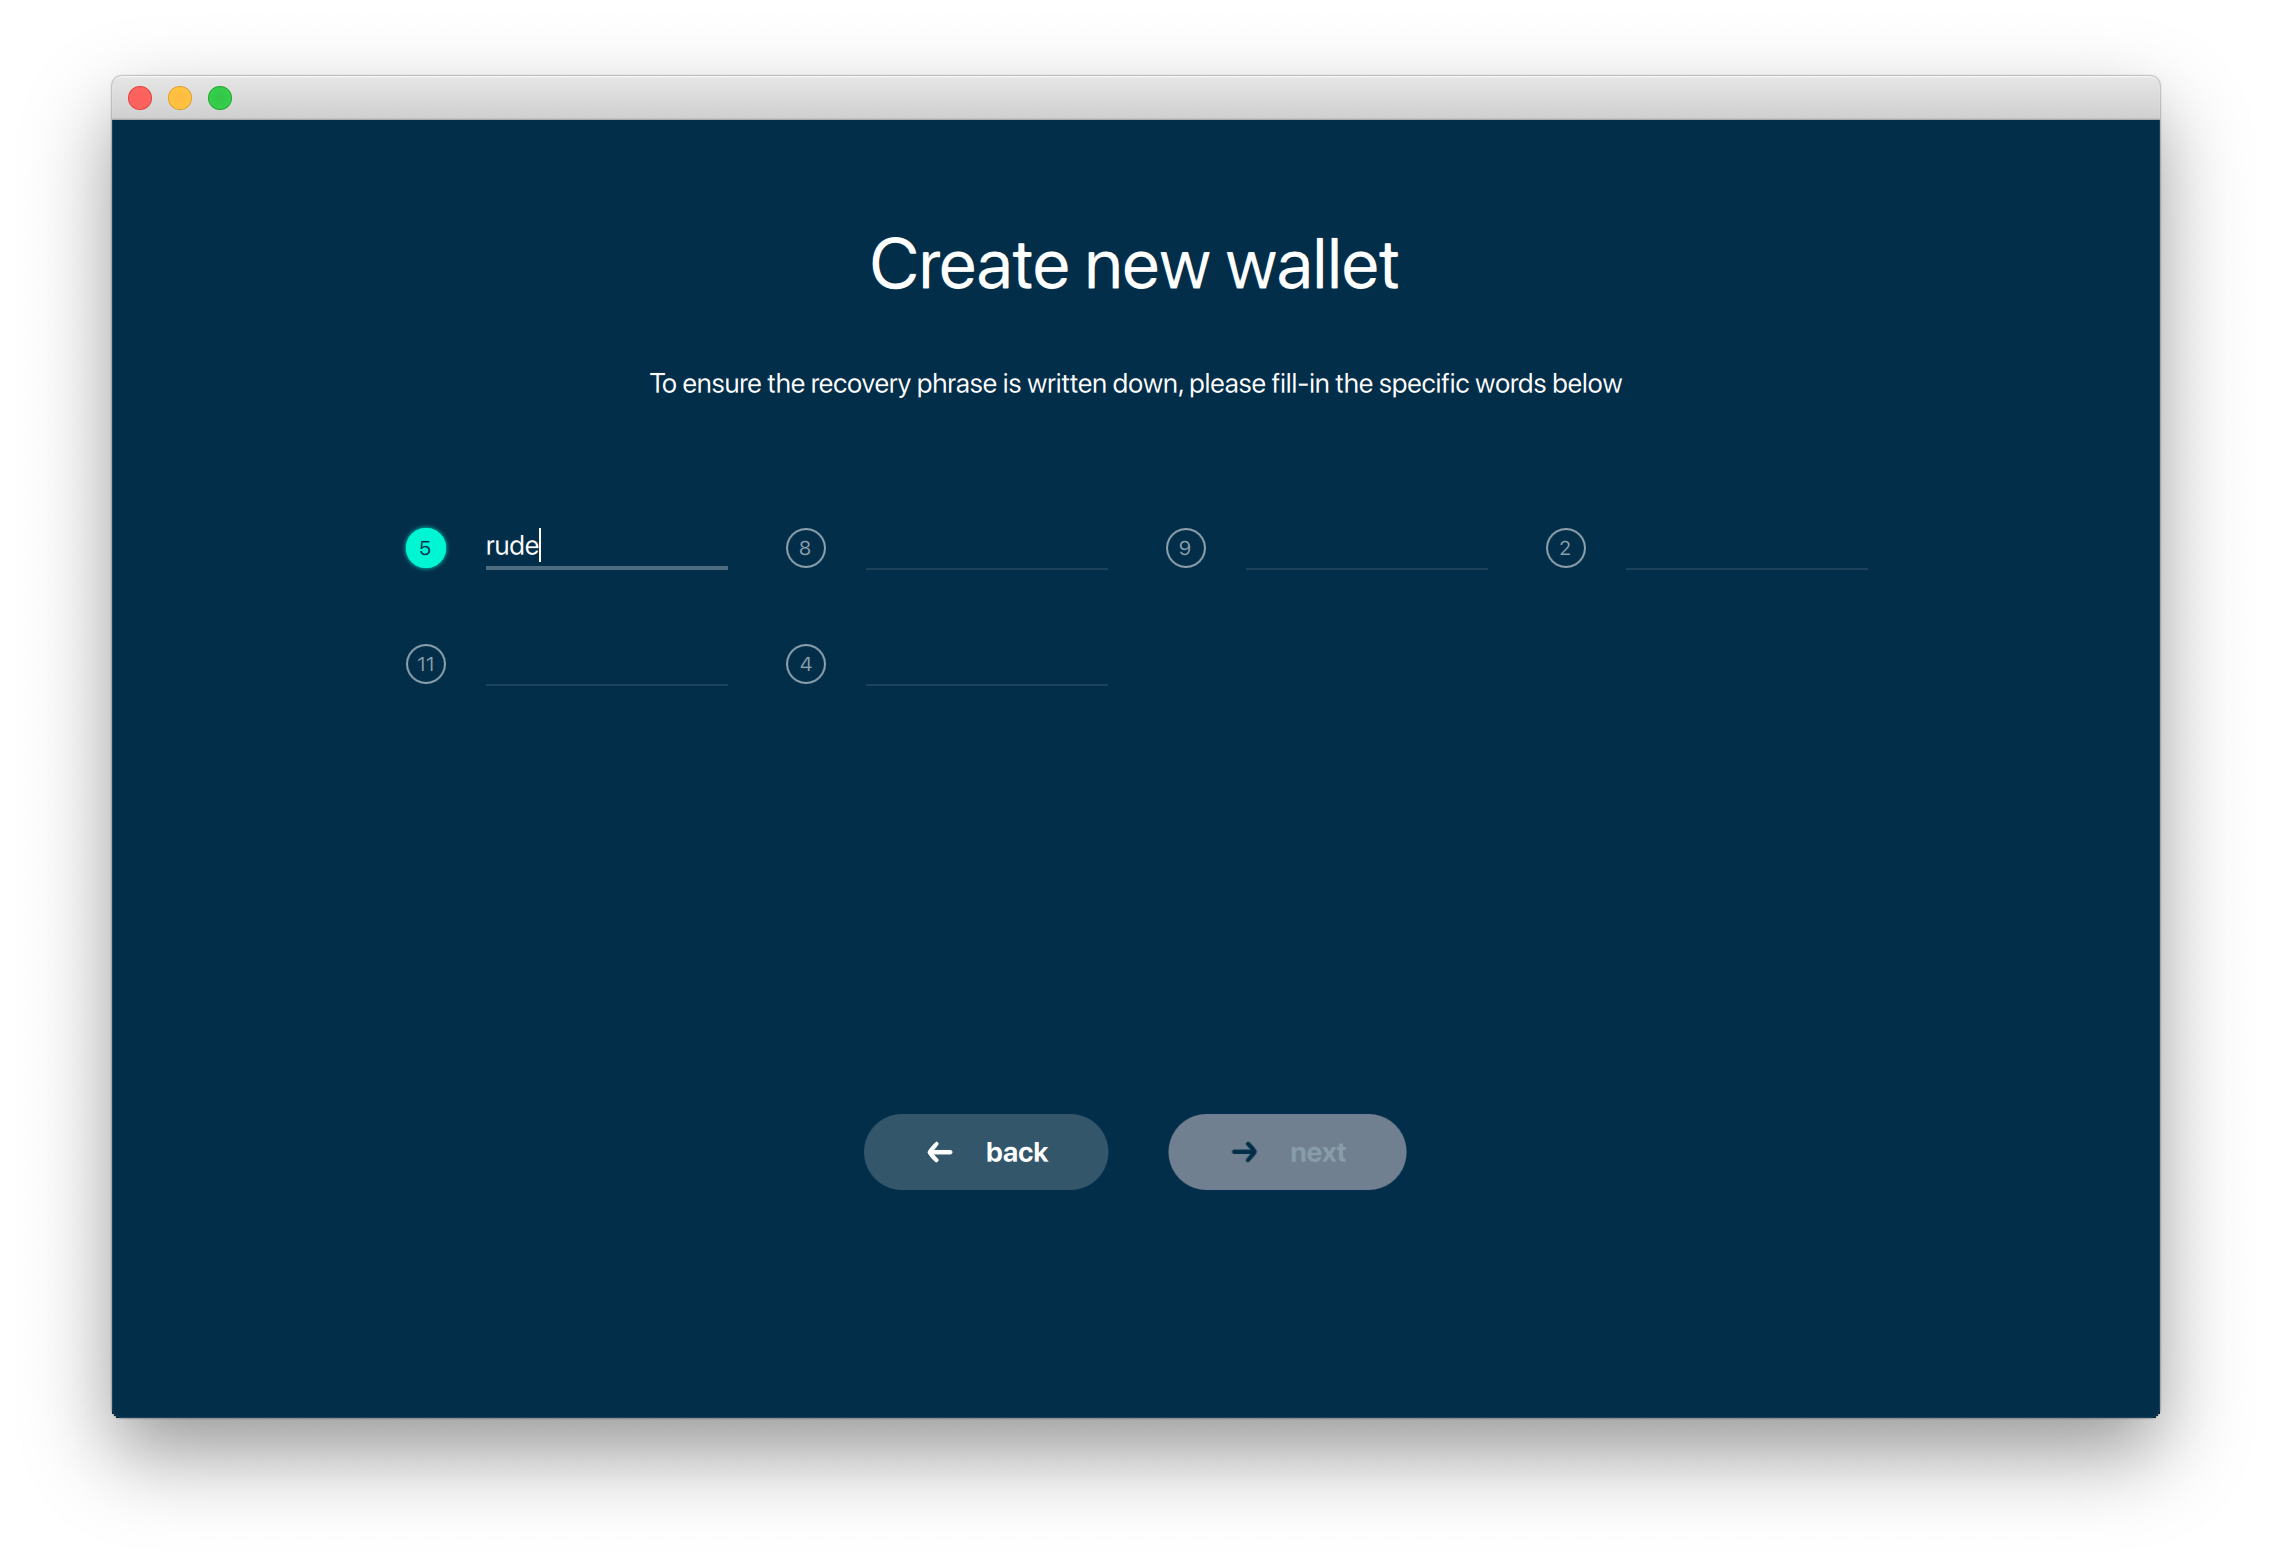 Create new wallet
To ensure the recovery phrase is written down, please fill-in the specific words below
5 rude 8 9 2
11 4
back next